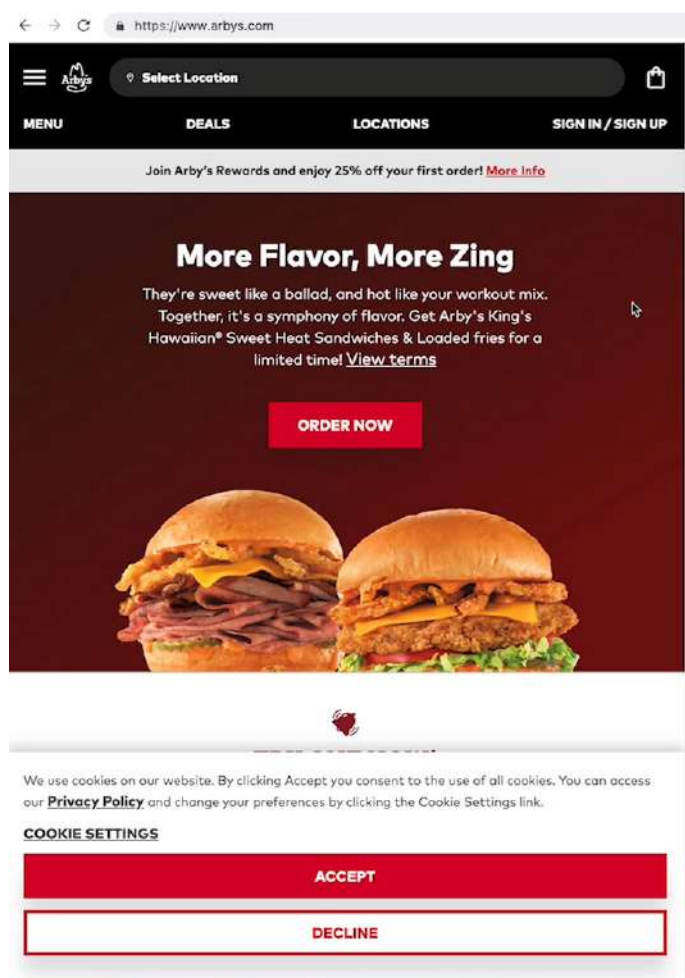 https://www.arbys.com
Arby's
Select Location
MENU DEALS LOCATIONS SIGN IN / SIGN UP
Join Arby's Rewards and enjoy 25% off your first order! More Info
More Flavor, More Zing
They're sweet like a ballad, and hot like your workout mix.
Together, it's a symphony of flavor. Get Arby's King's
Hawaiian® Sweet Heat Sandwiches & Loaded fries for a
limited time! View terms
ORDER NOW
We use cookies on our website. By clicking Accept you consent to the use of all cookies. You can access
our Privacy Policy and change your preferences by clicking the Cookie Settings link.
COOKIE SETTINGS
ACCEPT
DECLINE